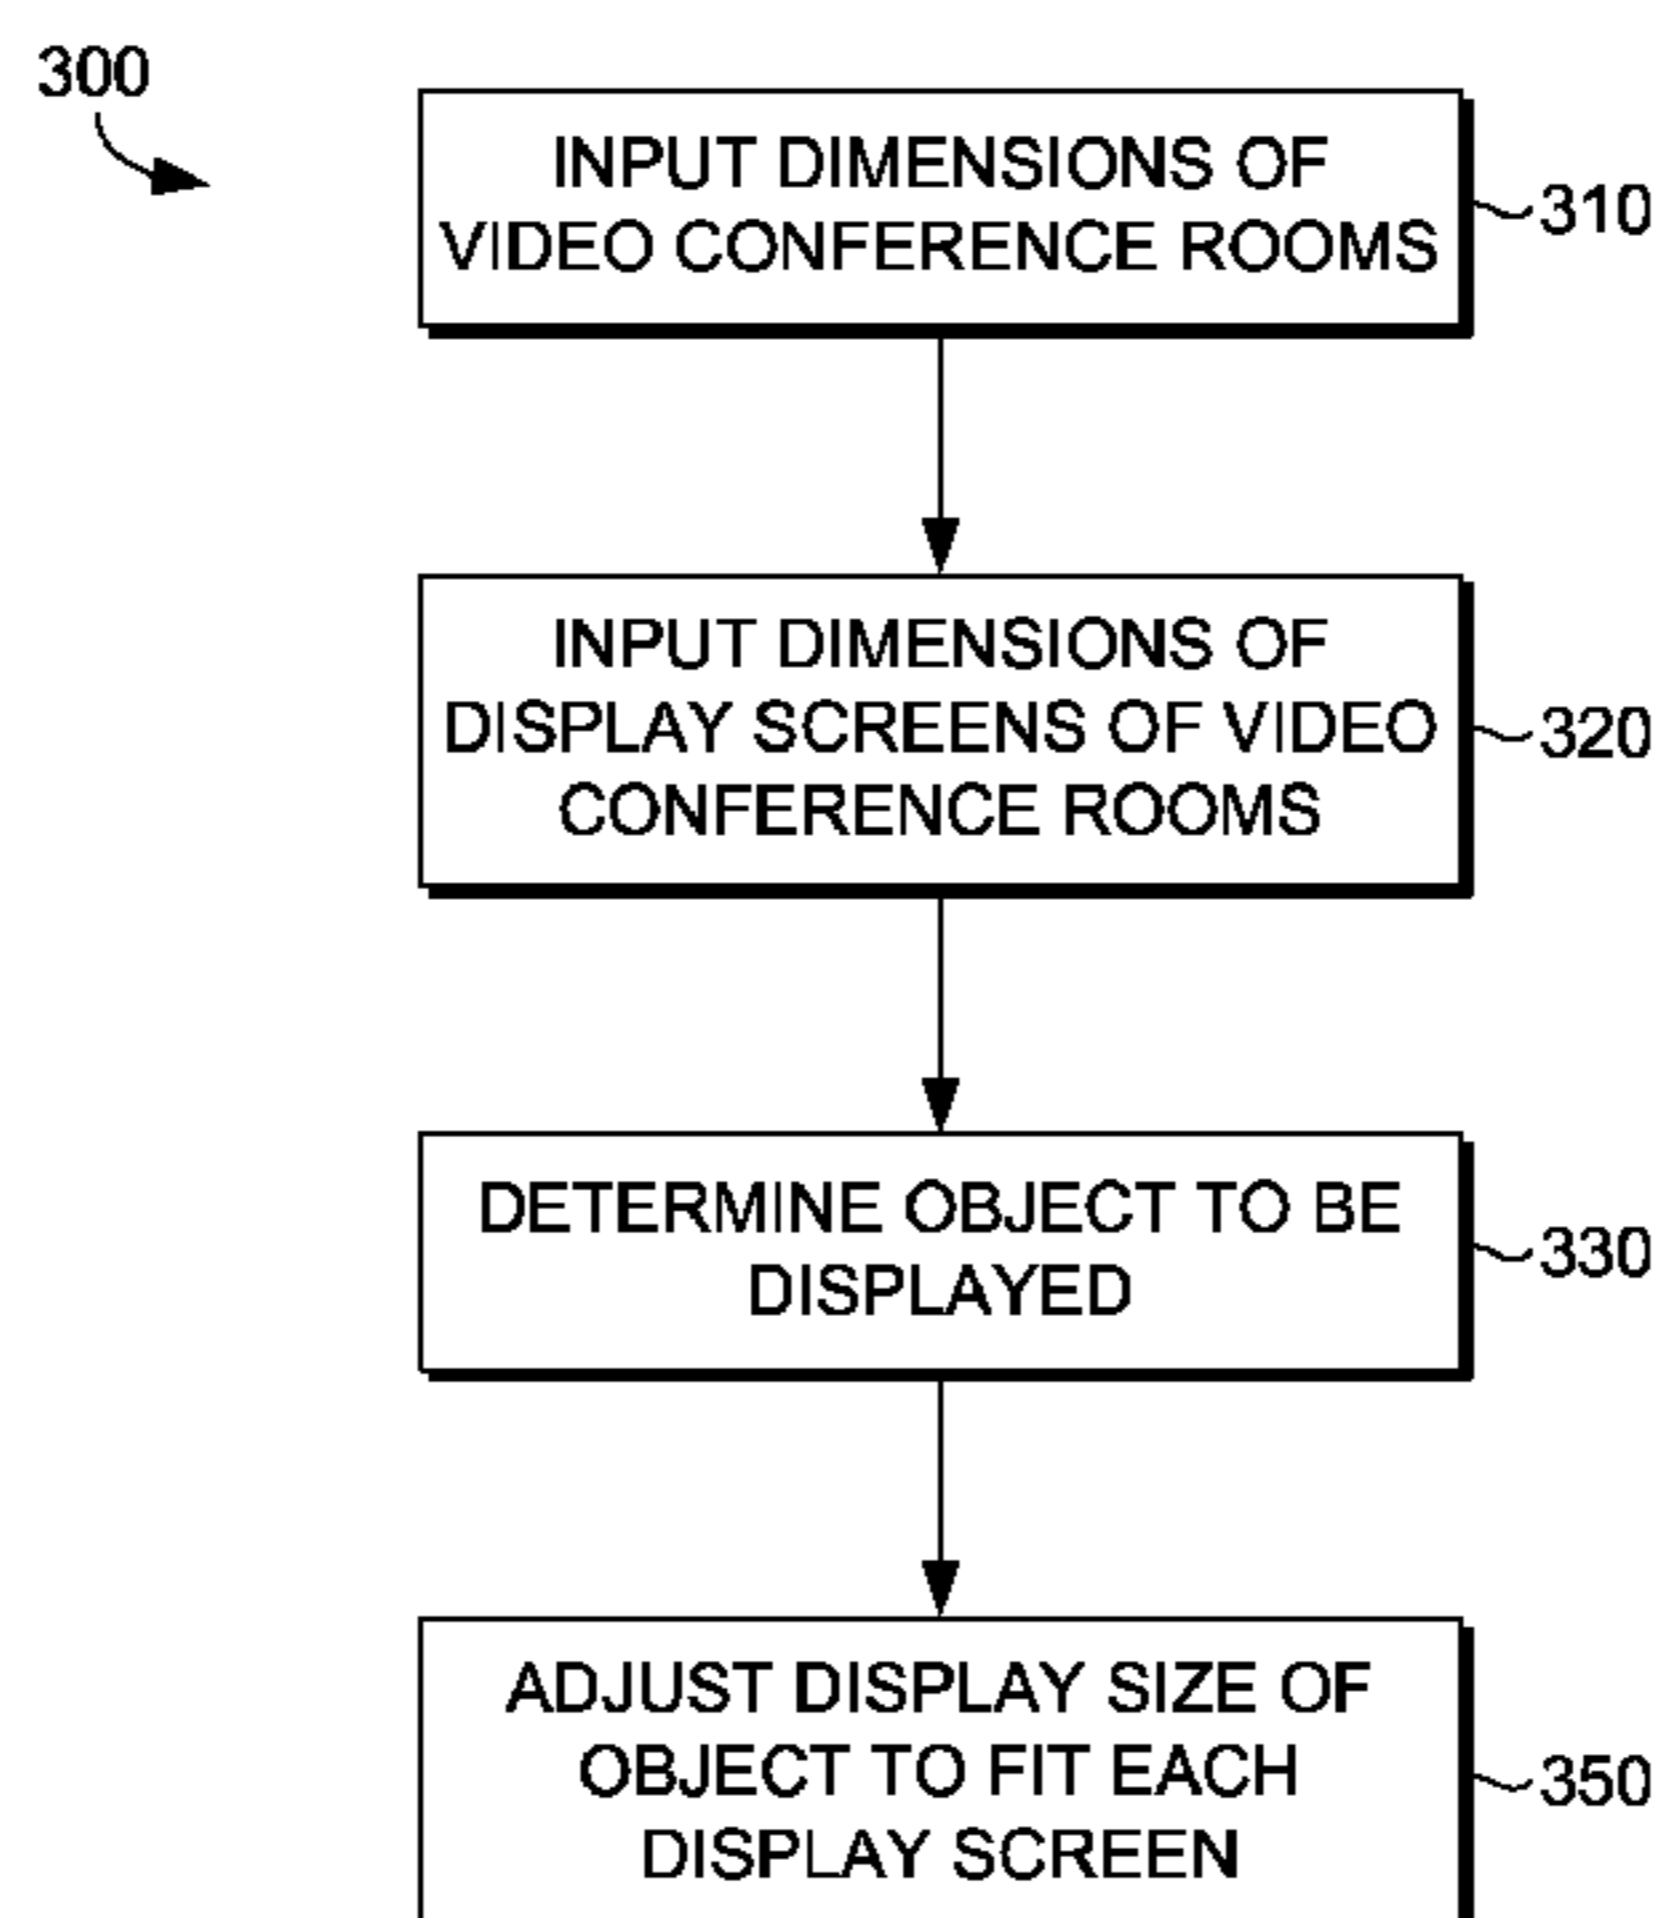 300
INPUT DIMENSIONS OF
VIDEO CONFERENCE ROOMS
310
INPUT DIMENSIONS OF
DISPLAY SCREENS OF VIDEO
CONFERENCE ROOMS
320
DETERMINE OBJECT TO BE
DISPLAYED
330
ADJUST DISPLAY SIZE OF
OBJECT TO FIT EACH
DISPLAY SCREEN
350